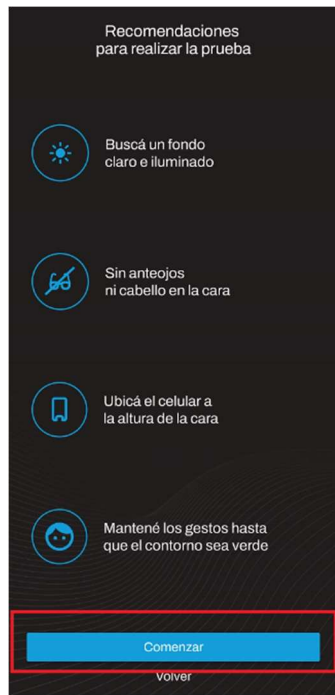 Recomendaciones
para realizar la prueba
Buscá un fondo
claro e iluminado
Sin anteojos
ni cabello en la cara
Ubicá el celular a
la altura de la cara
Mantené los gestos hasta
que el contorno sea verde
Comenzar
Volver